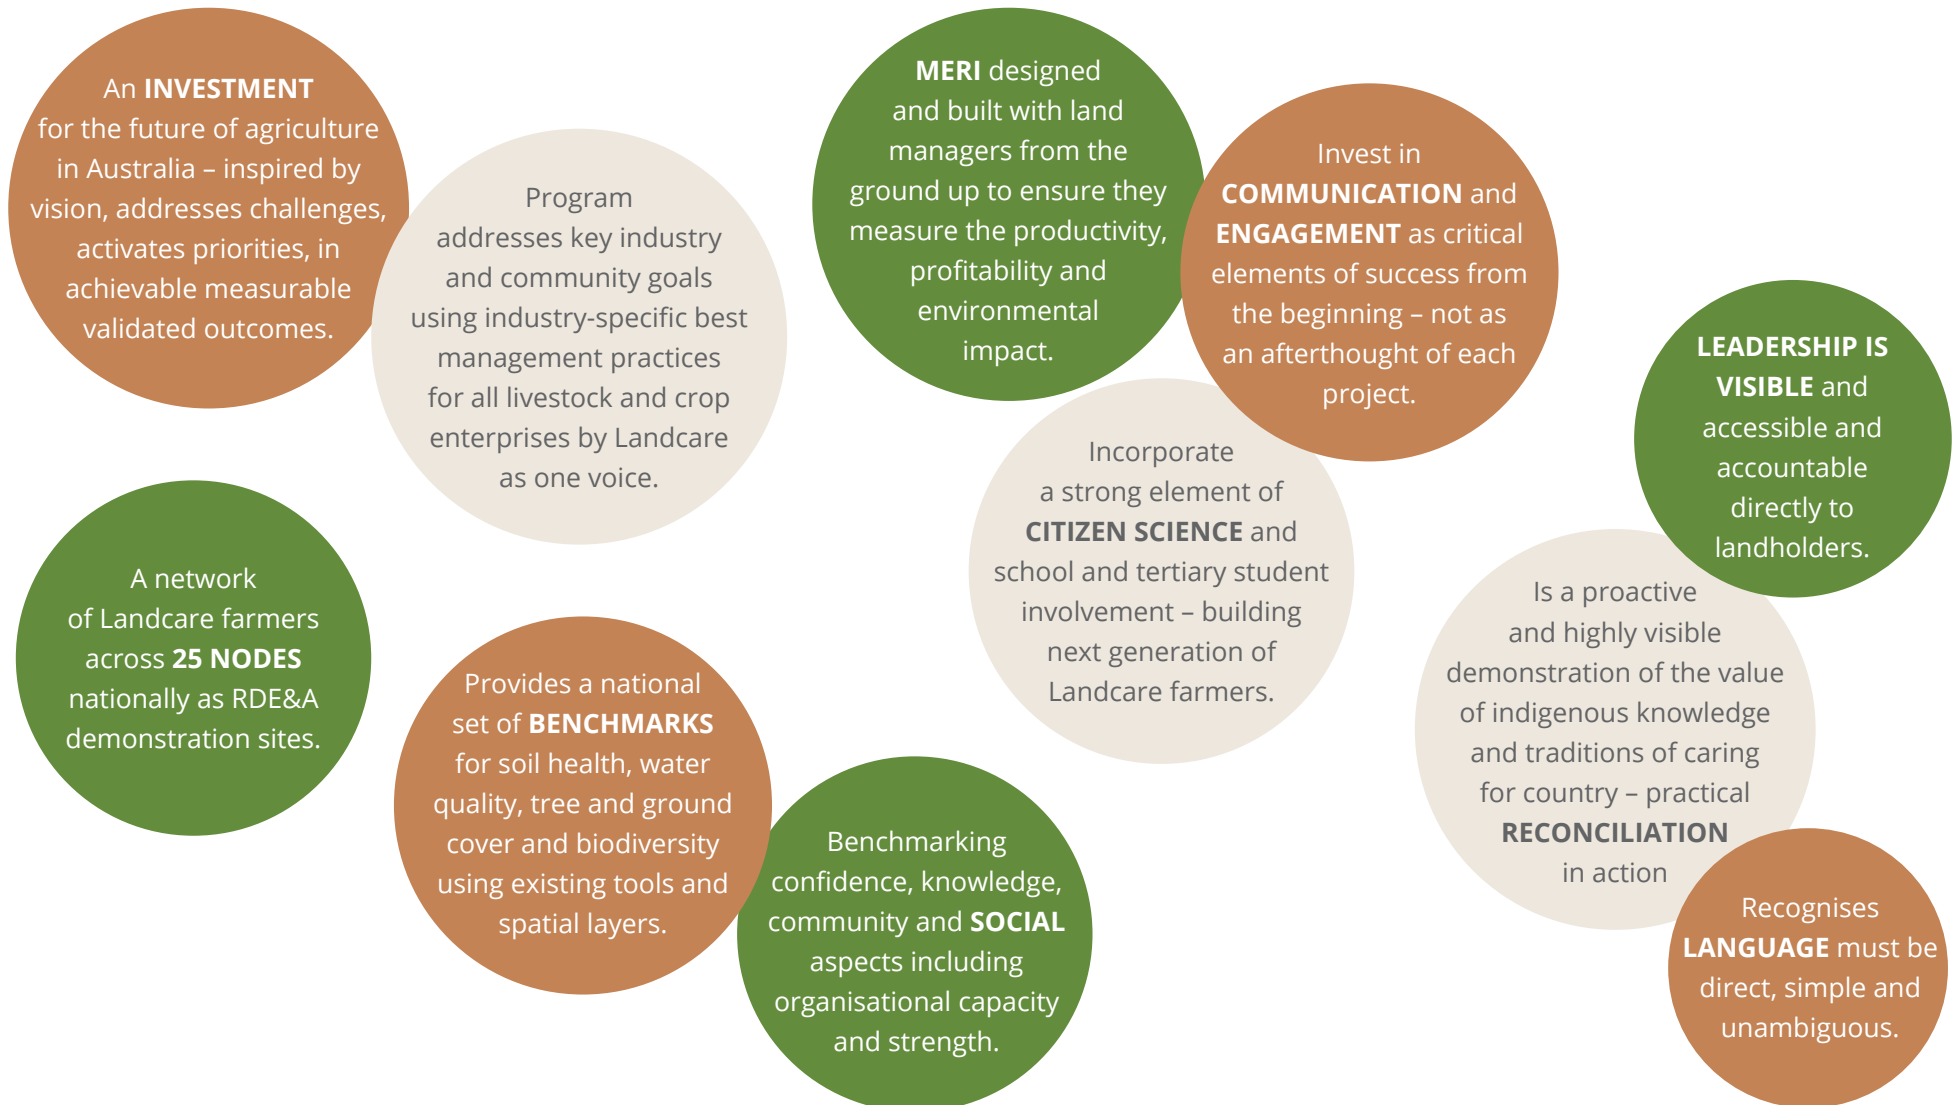 An INVESTMENT
for the future of agriculture
in Australia – inspired by
vision, addresses challenges,
activates priorities, in
achievable measurable
validated outcomes.
Program
addresses key industry
and community goals
using industry-specific best
management practices
for all livestock and crop
enterprises by Landcare
as one voice.
A network
of Landcare farmers
across 25 NODES
nationally as RDE&A
demonstration sites.
Provides a national
set of BENCHMARKS
for soil health, water
quality, tree and ground
cover and biodiversity
using existing tools and
spatial layers.
Benchmarking
confidence, knowledge,
community and SOCIAL
aspects including
organisational capacity
and strength.
MERI designed
and built with land
managers from the
ground up to ensure they
measure the productivity,
profitability and
environmental
impact.
Invest in
COMMUNICATION and
ENGAGEMENT as critical
elements of success from
the beginning – not as
an afterthought of each
project.
Incorporate
a strong element of
CITIZEN SCIENCE and
school and tertiary student
involvement – building
next generation of
Landcare farmers.
LEADERSHIP IS
VISIBLE and
accessible and
accountable
directly to
landholders.
Is a proactive
and highly visible
demonstration of the value
of indigenous knowledge
and traditions of caring
for country – practical
RECONCILIATION
in action
Recognises
LANGUAGE must be
direct, simple and
unambiguous.